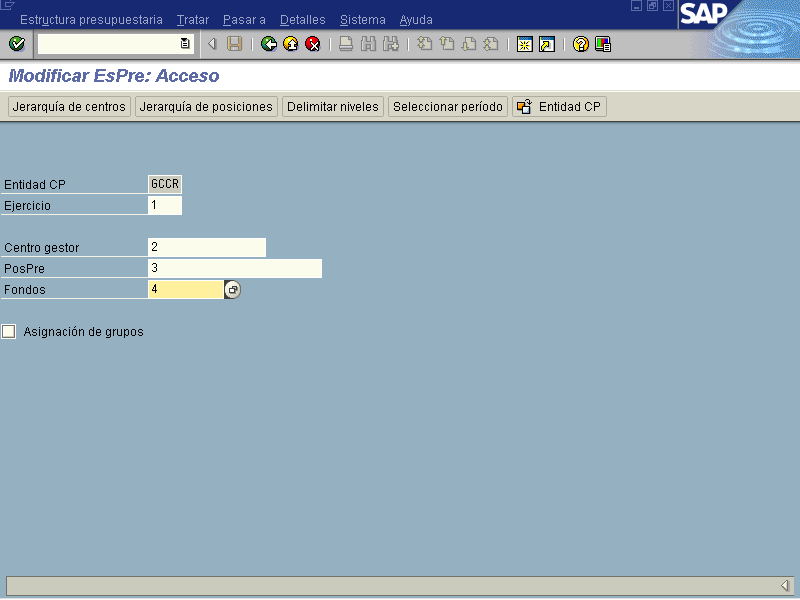 Estructura presupuestaria Tratar Pasar a Detalles Sistema Ayuda
SAP
Modificar EsPre: Acceso
Jerarquía de centros Jerarquía de posiciones Delimitar niveles Seleccionar período Entidad CP
Entidad CP GCCR
Ejercicio 1
Centro gestor 2
PosPre 3
Fondos 4
Asignación de grupos